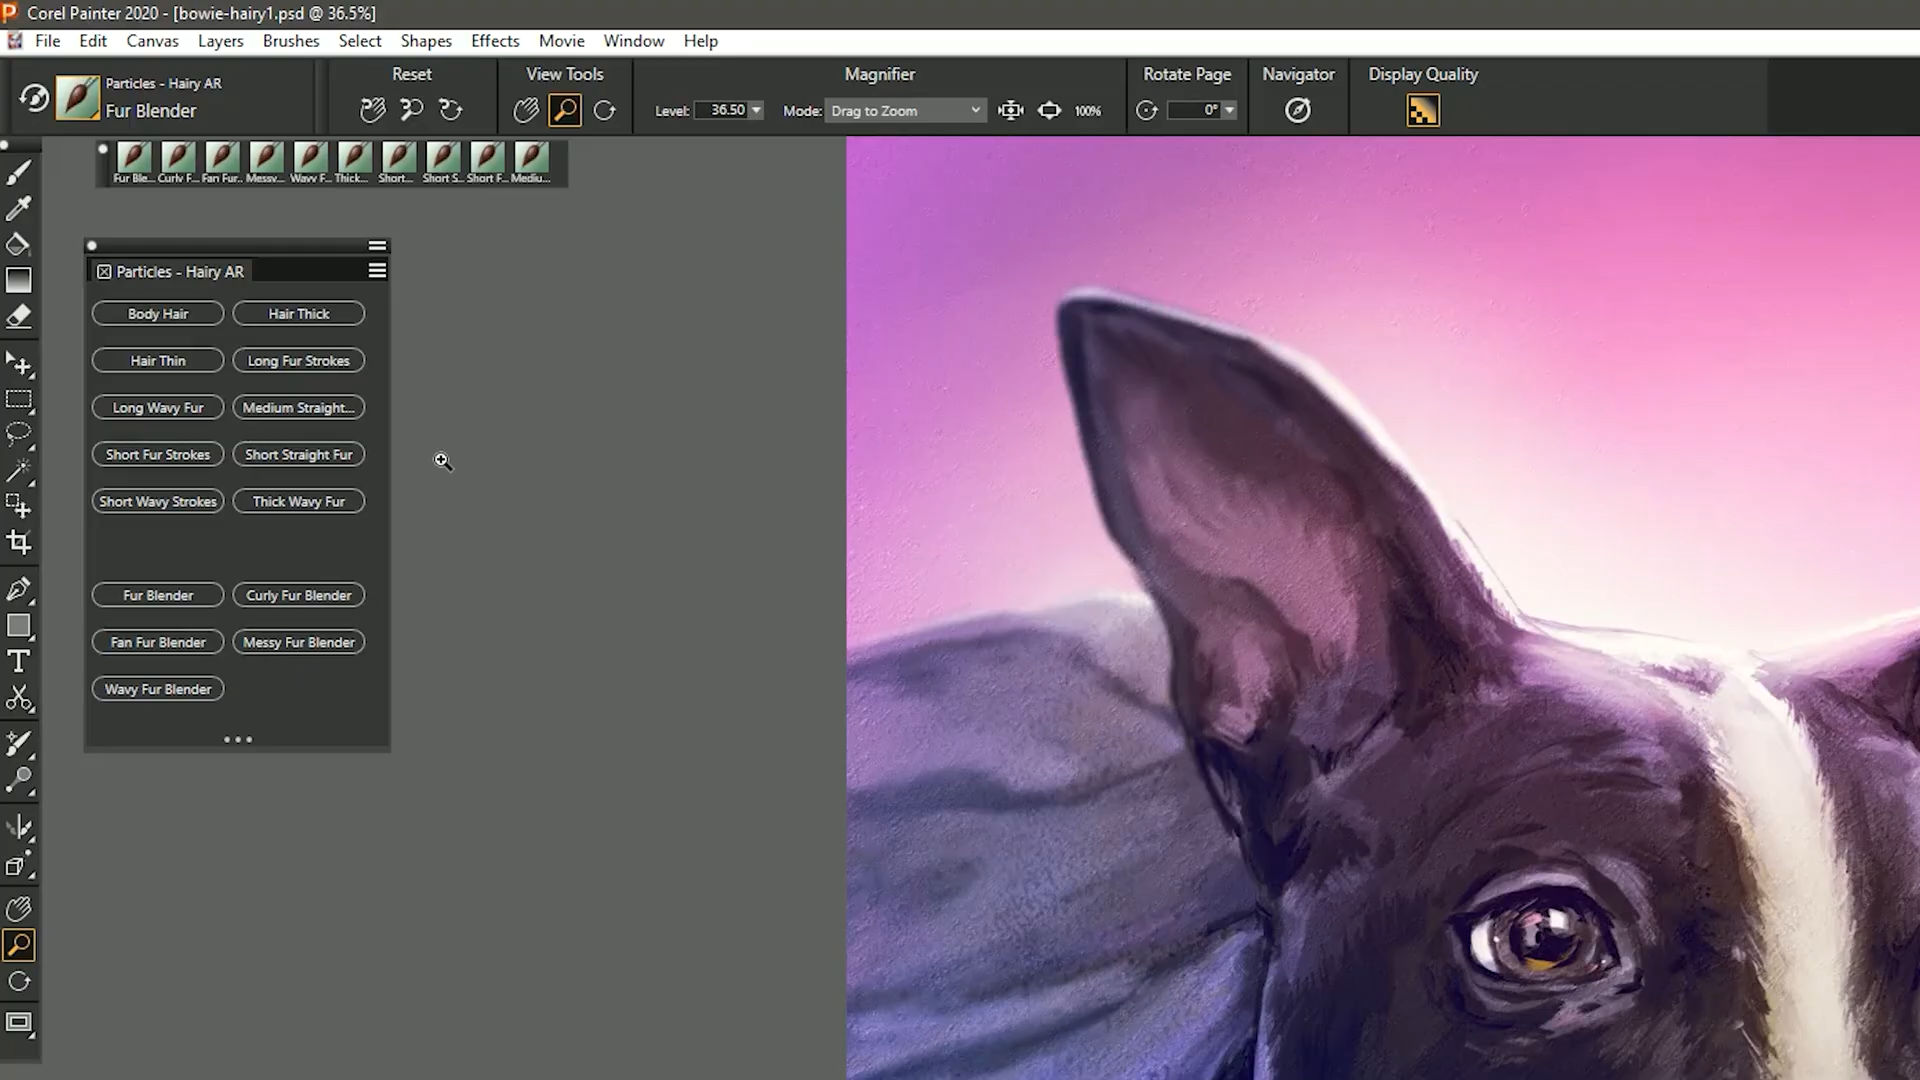 Corel Painter 2020 - [bowie-hairy1.psd @ 36.5%]
File Edit Canvas Layers Brushes Select Shapes Effects Movie Window Help
Particles - Hairy AR
Fur Blender
Reset
View Tools
Magnifier
Level: 36.50
Mode: Drag to Zoom
100%
Rotate Page
0°
Navigator
Display Quality
Fur Ble... Curly F... Fan Fur.. Messy... Wavy F... Thick... Short... Short S... Short F... Mediu...
Particles - Hairy AR
Body Hair Hair Thick
Hair Thin Long Fur Strokes
Long Wavy Fur Medium Straight...
Short Fur Strokes Short Straight Fur
Short Wavy Strokes Thick Wavy Fur
Fur Blender Curly Fur Blender
Fan Fur Blender Messy Fur Blender
Wavy Fur Blender